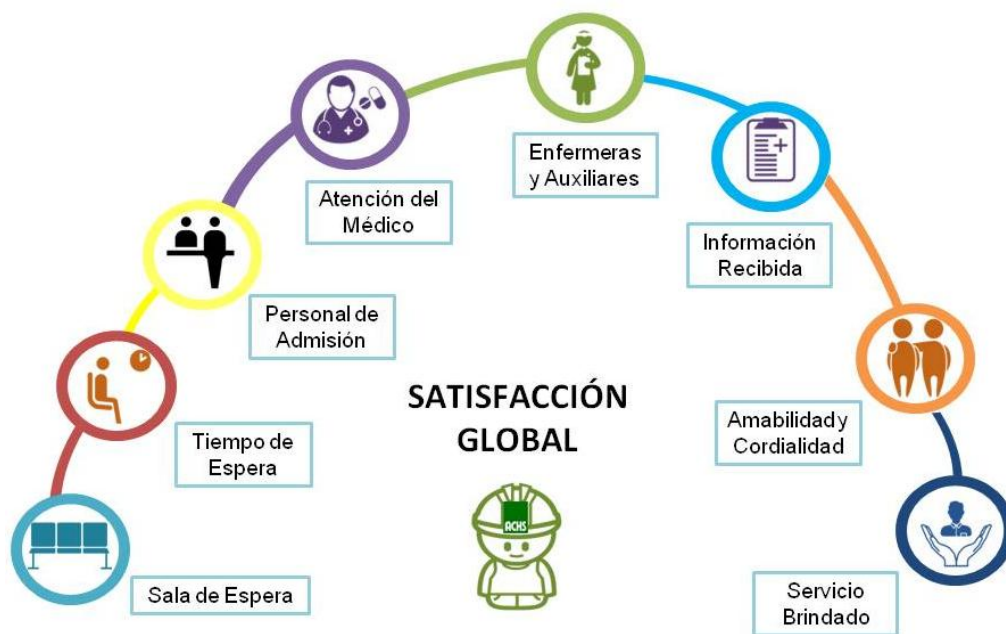 Enfermeras
y Auxiliares
Atención del
Médico
Información
Recibida
Personal de
Admisión
SATISFACCIÓN
GLOBAL
Amabilidad y
Cordialidad
Tiempo de
Espera
ACHS
Sala de Espera
Servicio
Brindado